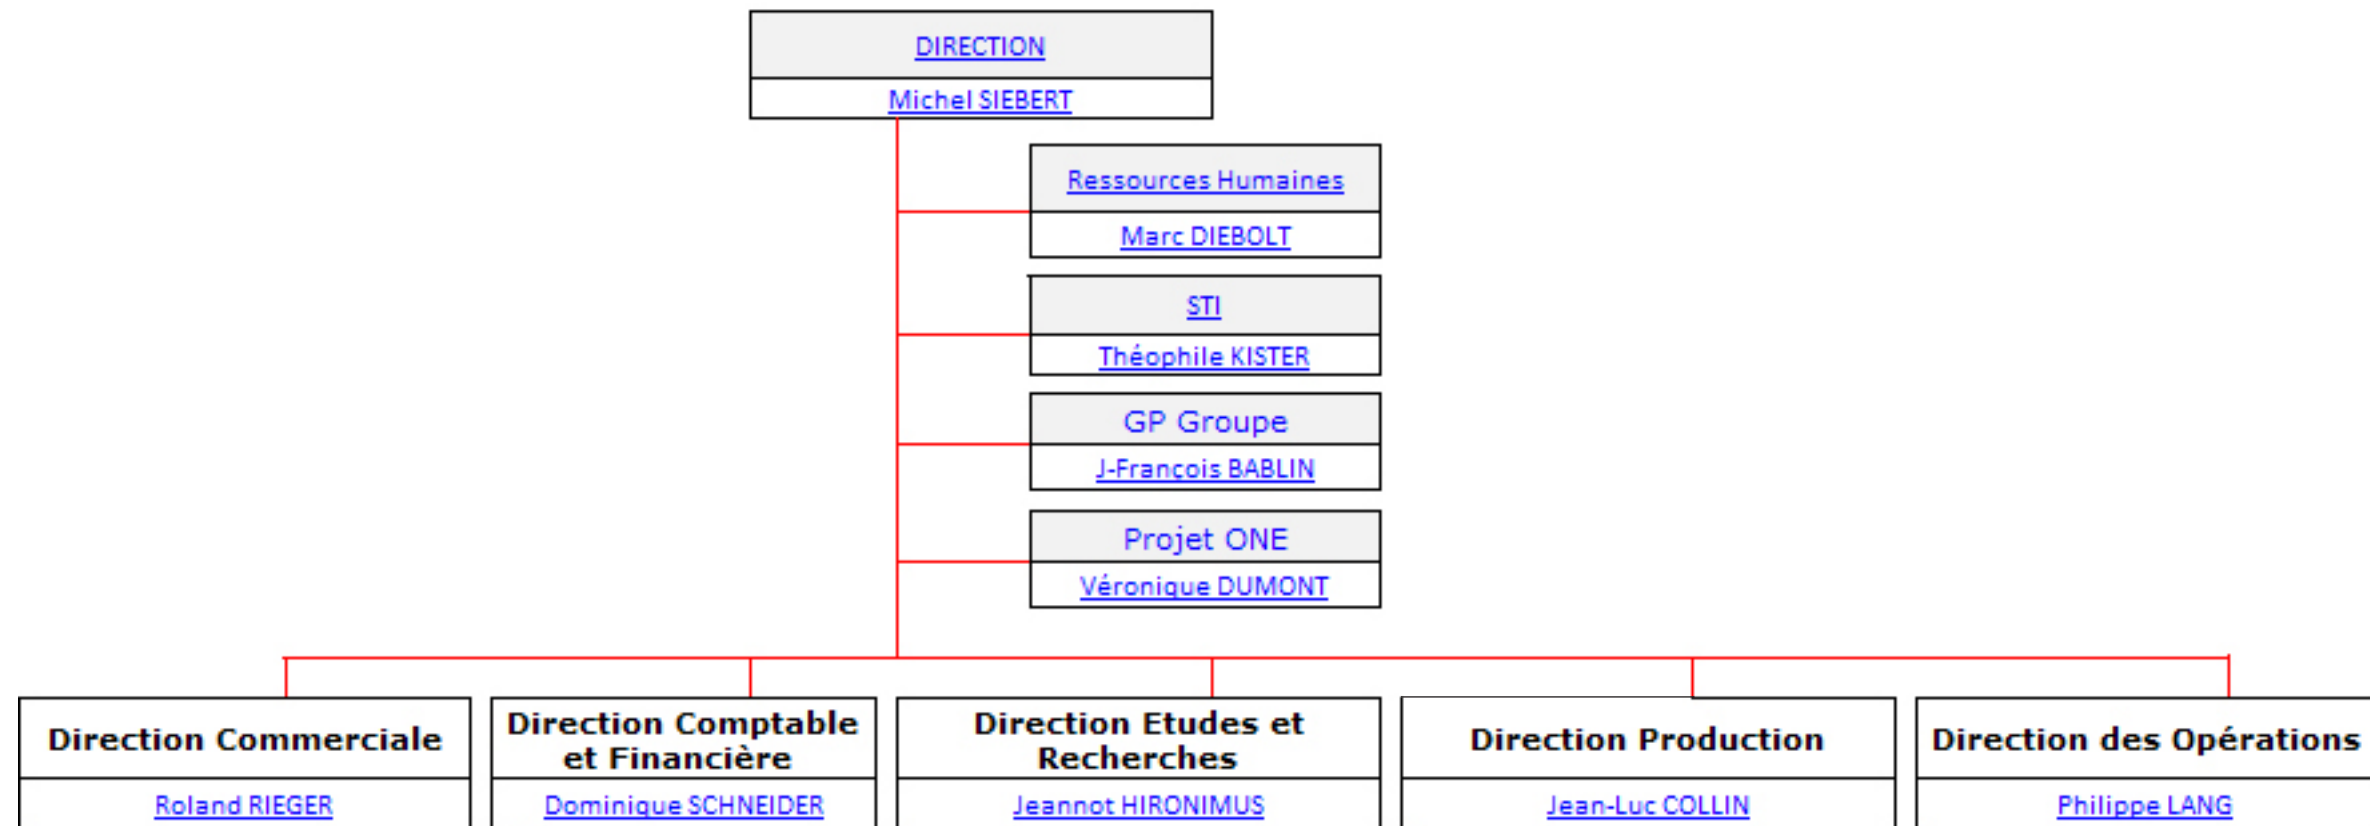 DIRECTION
Michel SIEBERT
Ressources Humaines
Marc DIEBOLT
STI
Théophile KISTER
GP Groupe
J-François BABLIN
Projet ONE
Véronique DUMONT
Direction Commerciale
Roland RIEGER
Direction Comptable
et Financière
Dominique SCHNEIDER
Direction Etudes et
Recherches
Jeannot HIRONIMUS
Direction Production
Jean-Luc COLLIN
Direction des Opérations
Philippe LANG